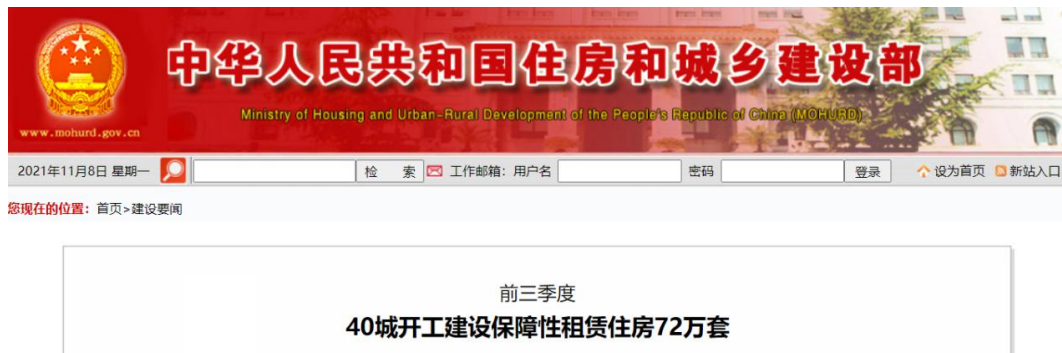 中华人民共和国住房和城乡建设部
Ministry of Housing and Urban-Rural Development of the People's Republic of China (MOHURD)
www.mohurd.gov.cn
2021年11月8日 星期一 检 索 工作邮箱：用户名 密码 登录 设为首页 新站入口
您现在的位置：首页>建设要闻
前三季度
40城开工建设保障性租赁住房72万套